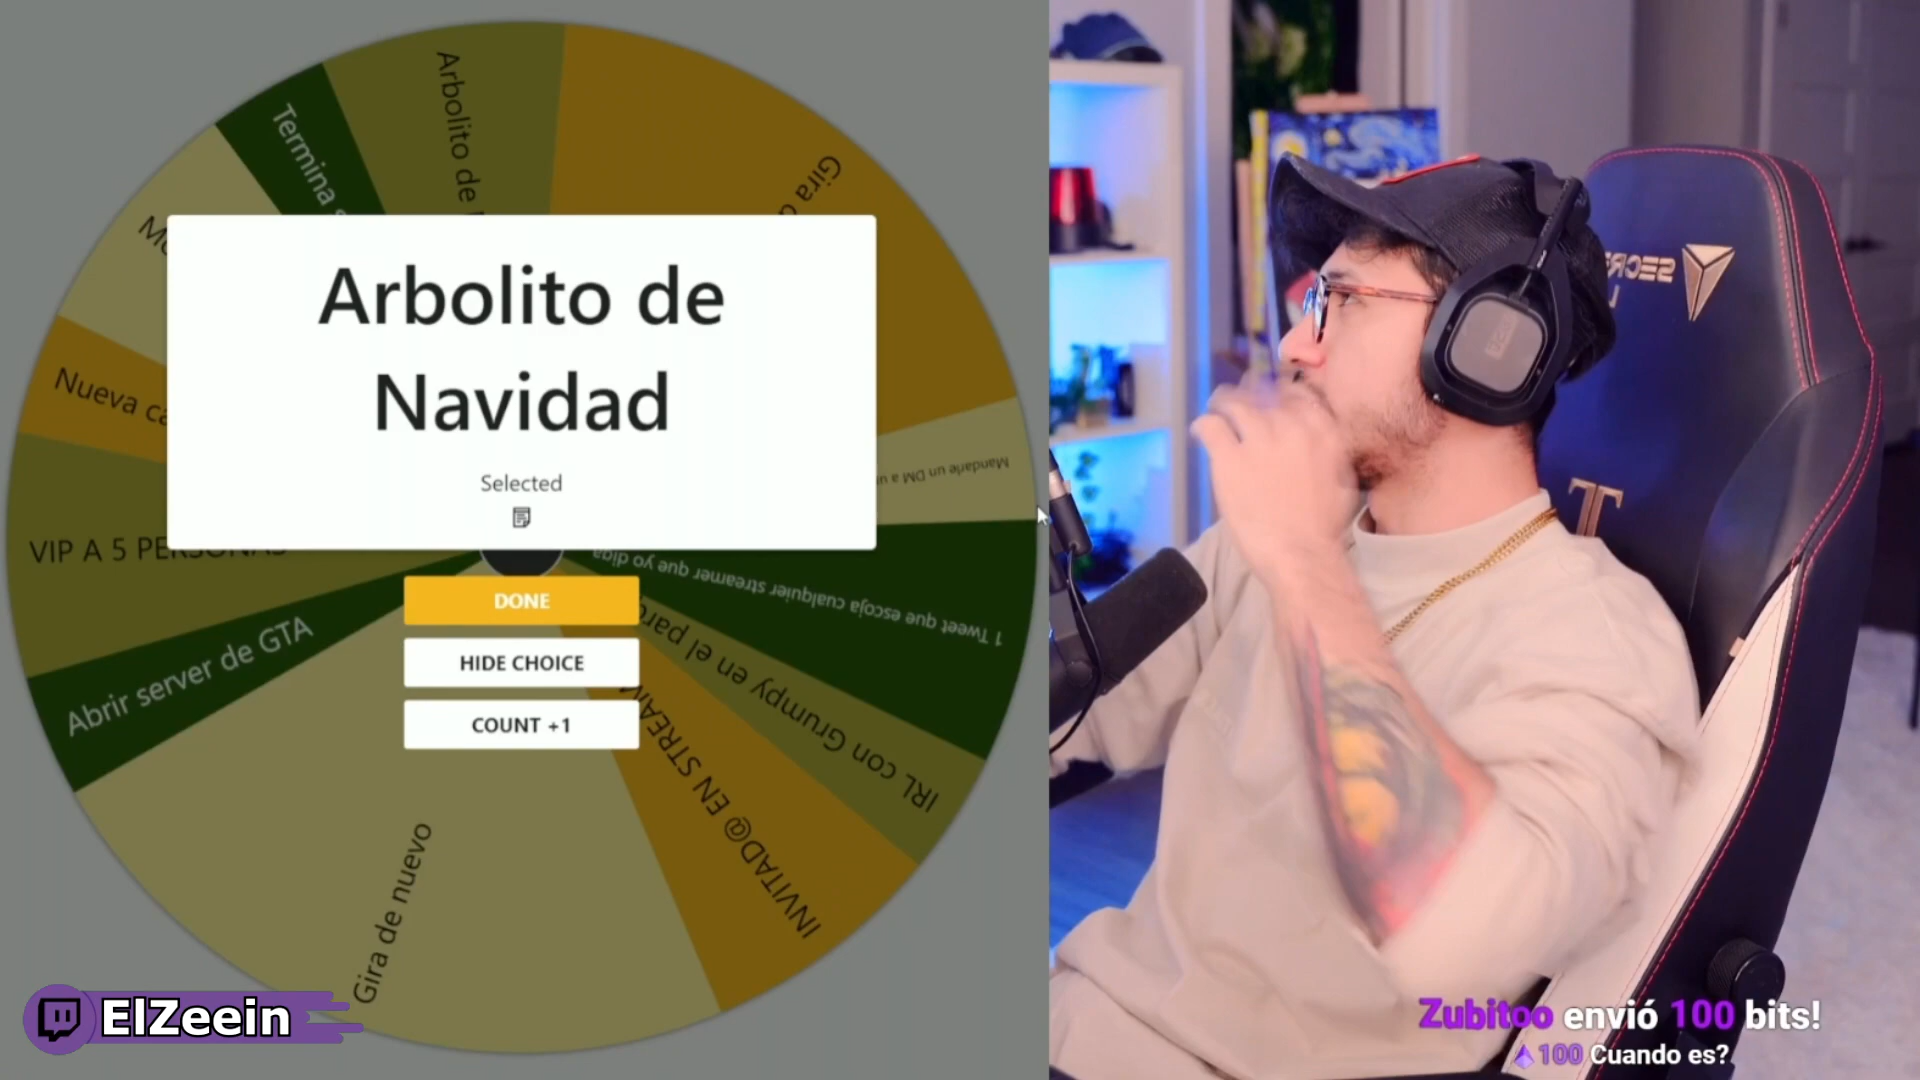 Arbolito de
Termina
Gira
Nueva
VIP A 5 PERSONAS
Abrir server de GTA
Gira de nuevo
INVITAD@ EN STREAM
IRL con Grumpy en el
1 Tweet que escoja cualquier streamer que yo diga
Mandarle un DM a
Arbolito de
Navidad
Selected
DONE
HIDE CHOICE
COUNT +1
ElZeein
Zubitoo envió 100 bits!
100 Cuando es?